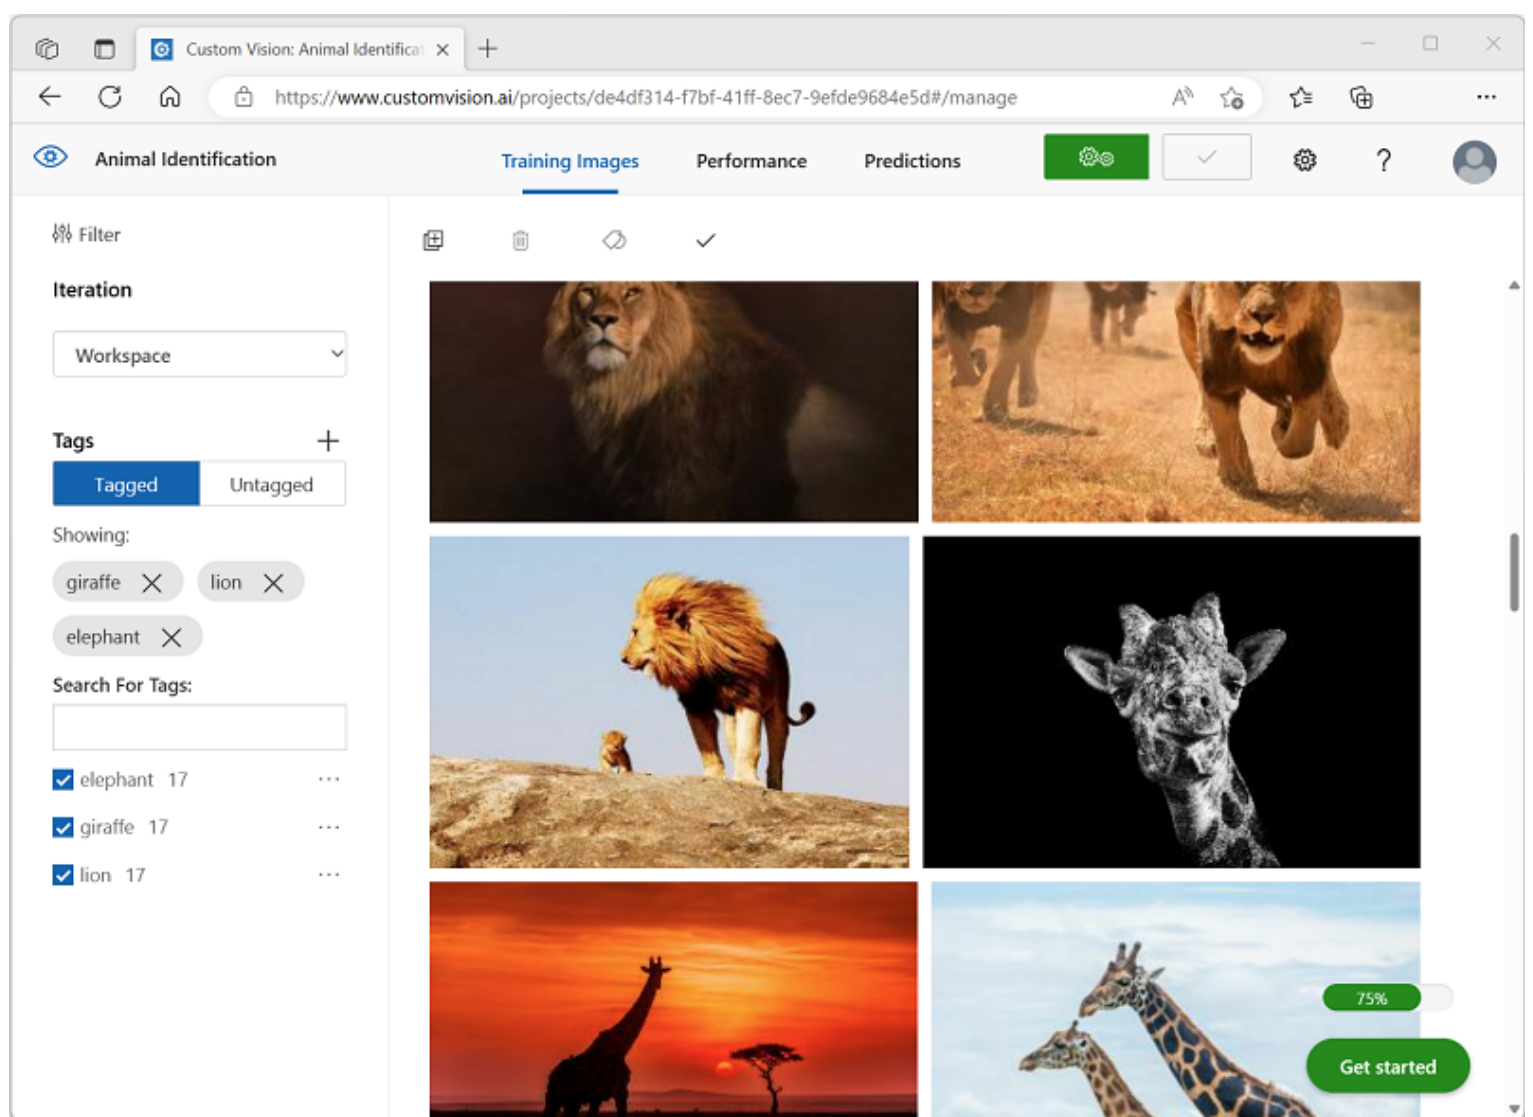 Custom Vision: Animal Identificat
https://www.customvision.ai/projects/de4df314-f7bf-41ff-8ec7-9efde9684e5d#/manage
Animal Identification
Training Images
Performance
Predictions
?
Filter
Iteration
Workspace
Tags
Tagged
Untagged
Showing:
giraffe
lion
elephant
Search For Tags:
elephant 17
giraffe 17
lion 17
75%
Get started